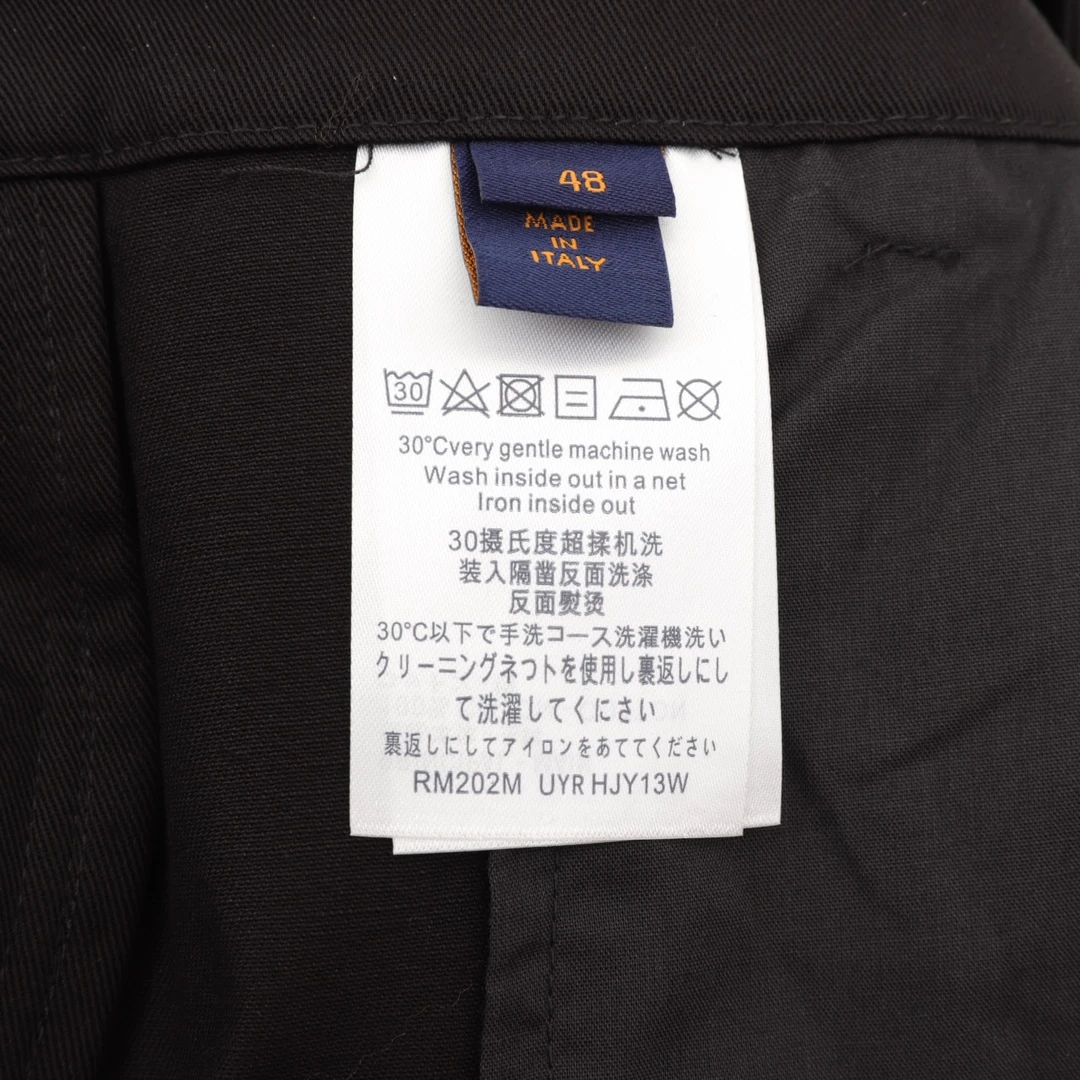 48
MADE
IN
ITALY
30
30°Cvery gentle machine wash
Wash inside out in a net
Iron inside out
30摄氏度超揉机洗
装入隔凿反面洗涤
反面熨烫
30°C以下で手洗コース洗濯機洗い
クリーニングネつトを使用し裏返しにし
て洗濯してください
裏返しにしてアイロンをあててください
RM202M UYR HJY13W